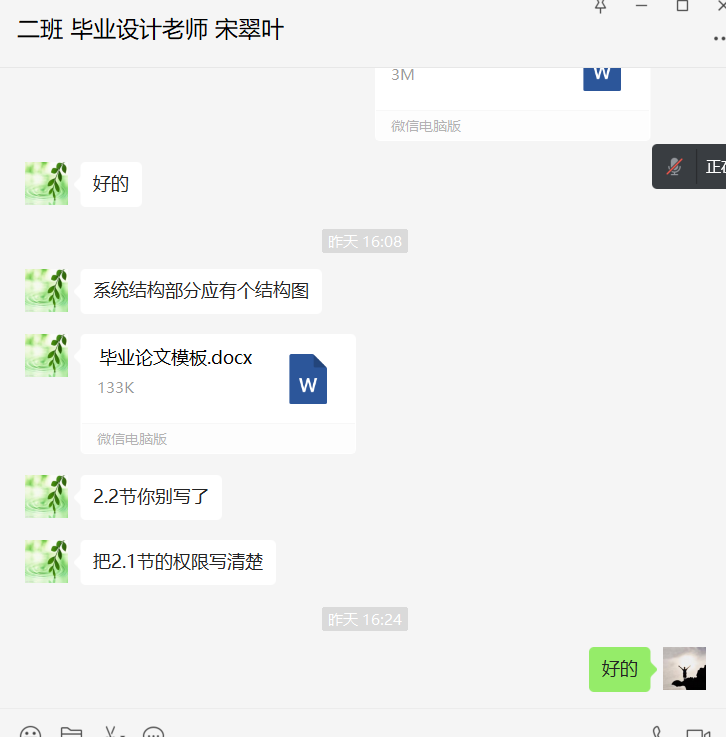 二班 毕业设计老师 宋翠叶
3M
W
微信电脑版
正在
好的
昨天 16:08
系统结构部分应有个结构图
毕业论文模板.docx
133K
W
微信电脑版
2.2节你别写了
把2.1节的权限写清楚
昨天 16:24
好的